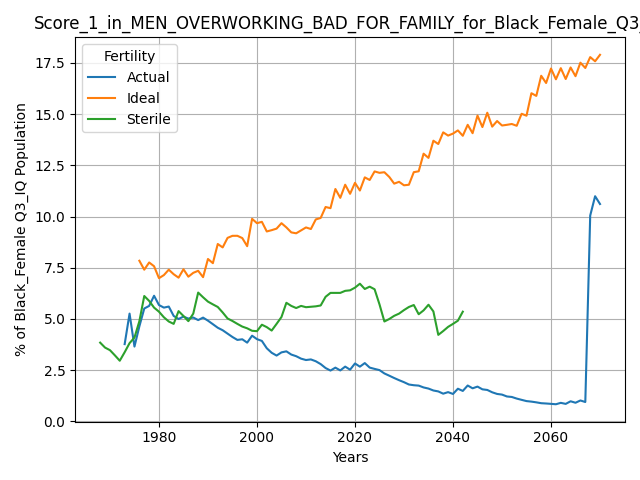 Score_1_in_MEN_OVERWORKING_BAD_FOR_FAMILY_for_Black_Female_Q3_
Fertility
Actual
Ideal
Sterile
% of Black_Female Q3_IQ Population
17.5
15.0
12.5
10.0
7.5
5.0
2.5
0.0
1980
2000
2020
2040
2060
Years